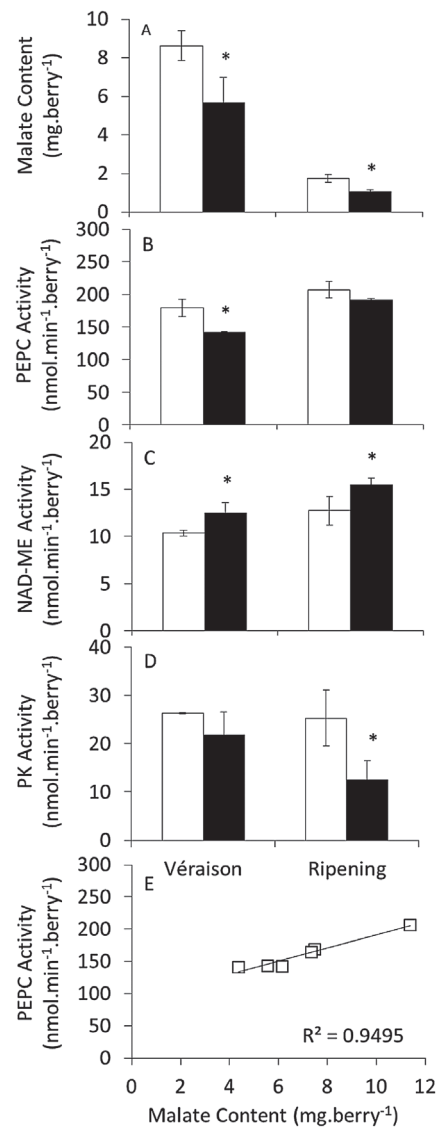 A
Malate Content
(mg.berry⁻¹)
10
8
6
4
2
0
*
*
B
PEPC Activity
(nmol.min⁻¹.berry⁻¹)
300
250
200
150
100
50
0
*
C
NAD-ME Activity
(nmol.min⁻¹.berry⁻¹)
20
15
10
5
0
*
*
D
PK Activity
(nmol.min⁻¹.berry⁻¹)
40
30
20
10
0
*
Véraison Ripening
E
PEPC Activity
(nmol.min⁻¹.berry⁻¹)
300
250
200
150
100
50
0
R² = 0.9495
0 2 4 6 8 10 12
Malate Content (mg.berry⁻¹)